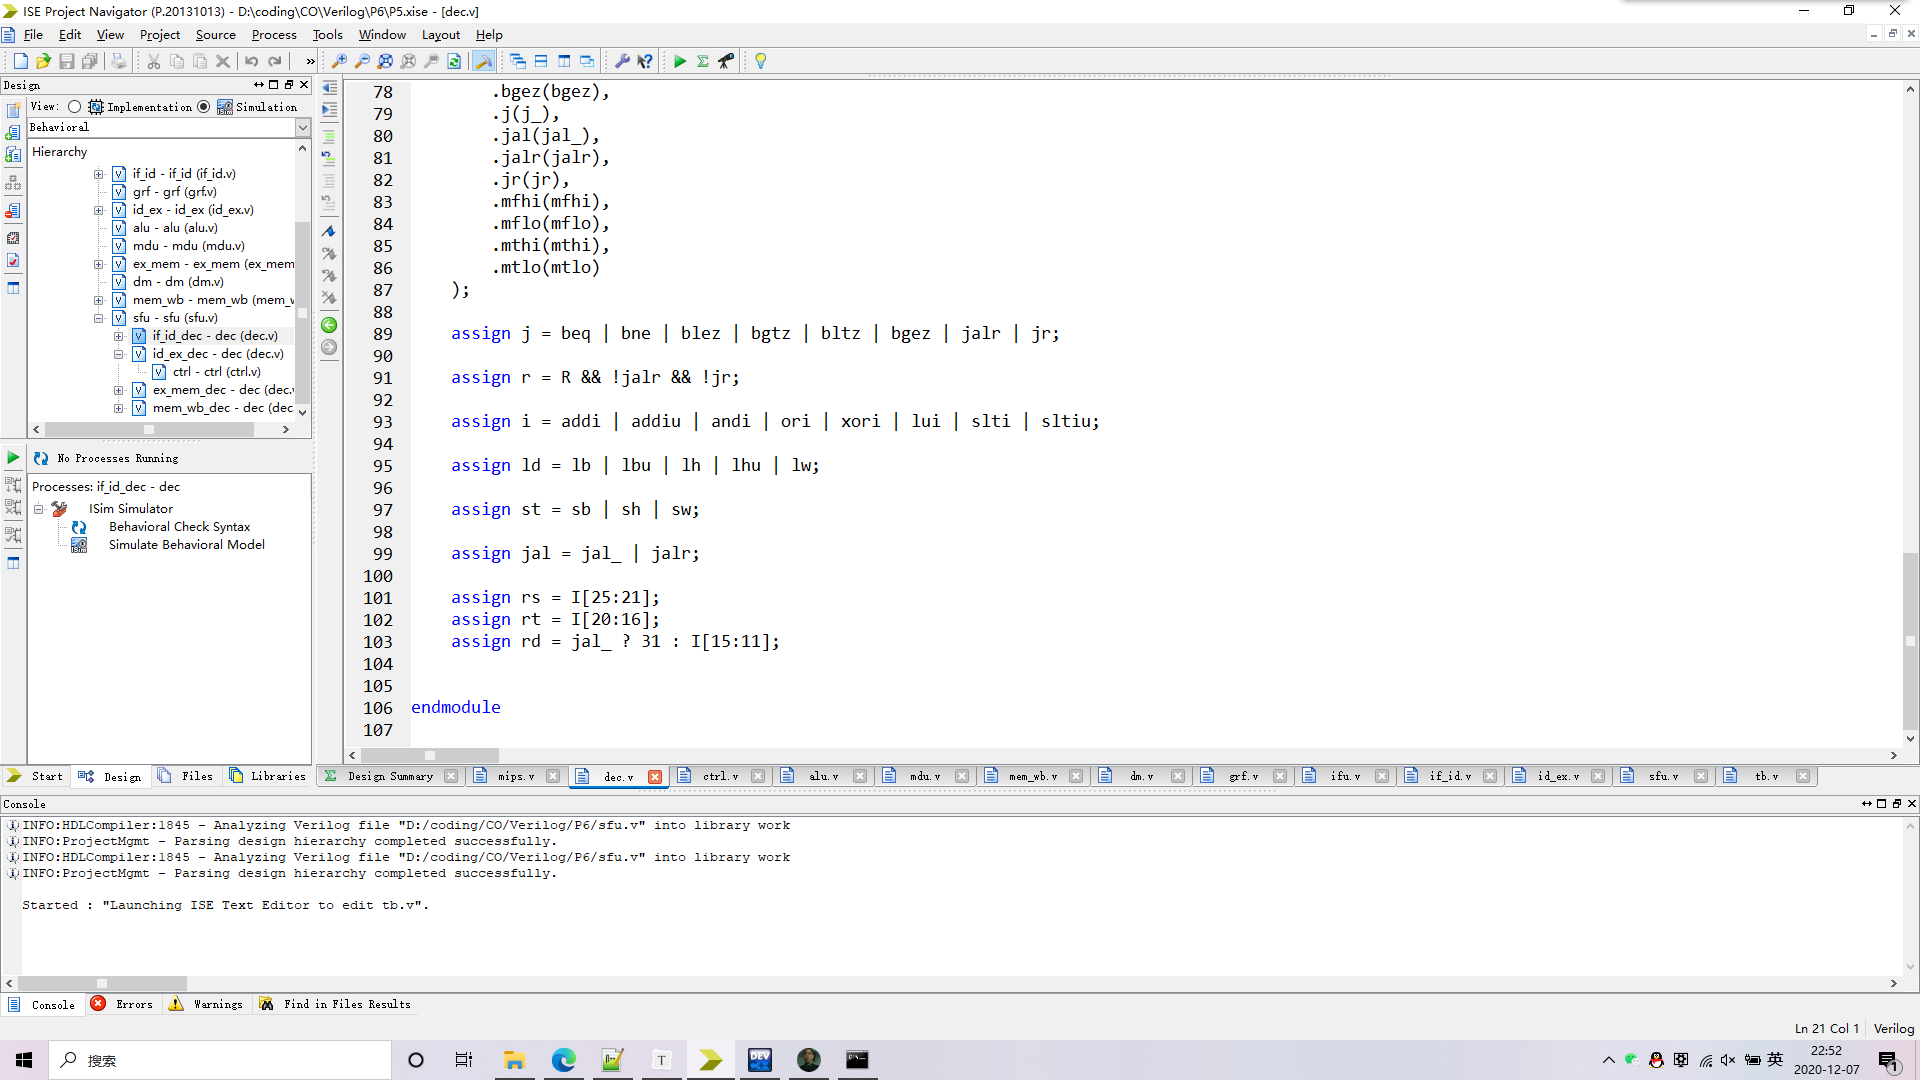 ISE Project Navigator (P.20131013) - D:\coding\CO\Verilog\P6\P5.xise - [dec.v]
File Edit View Project Source Process Tools Window Layout Help
Design
View: Implementation Simulation
Behavioral
Hierarchy
if_id - if_id (if_id.v)
grf - grf (grf.v)
id_ex - id_ex (id_ex.v)
alu - alu (alu.v)
mdu - mdu (mdu.v)
ex_mem - ex_mem (ex_mem
dm - dm (dm.v)
mem_wb - mem_wb (mem_w
sfu - sfu (sfu.v)
if_id_dec - dec (dec.v)
id_ex_dec - dec (dec.v)
ctrl - ctrl (ctrl.v)
ex_mem_dec - dec (dec.v
mem_wb_dec - dec (dec
No Processes Running
Processes: if_id_dec - dec
ISim Simulator
Behavioral Check Syntax
Simulate Behavioral Model
Start Design Files Libraries
78 .bgez(bgez),
79 .j(j_),
80 .jal(jal_),
81 .jalr(jalr),
82 .jr(jr),
83 .mfhi(mfhi),
84 .mflo(mflo),
85 .mthi(mthi),
86 .mtlo(mtlo)
87 );
88
89 assign j = beq | bne | blez | bgtz | bltz | bgez | jalr | jr;
90
91 assign r = R && !jalr && !jr;
92
93 assign i = addi | addiu | andi | ori | xori | lui | slti | sltiu;
94
95 assign ld = lb | lbu | lh | lhu | lw;
96
97 assign st = sb | sh | sw;
98
99 assign jal = jal_ | jalr;
100
101 assign rs = I[25:21];
102 assign rt = I[20:16];
103 assign rd = jal_ ? 31 : I[15:11];
104
105
106 endmodule
107
Design Summary mips.v dec.v ctrl.v alu.v mdu.v mem_wb.v dm.v grf.v ifu.v if_id.v id_ex.v sfu.v tb.v
Console
INFO:HDLCompiler:1845 - Analyzing Verilog file "D:/coding/CO/Verilog/P6/sfu.v" into library work
INFO:ProjectMgmt - Parsing design hierarchy completed successfully.
INFO:HDLCompiler:1845 - Analyzing Verilog file "D:/coding/CO/Verilog/P6/sfu.v" into library work
INFO:ProjectMgmt - Parsing design hierarchy completed successfully.
Started : "Launching ISE Text Editor to edit tb.v".
Console Errors Warnings Find in Files Results
Ln 21 Col 1 Verilog
搜索
T
DEV
英
22:52
2020-12-07
1